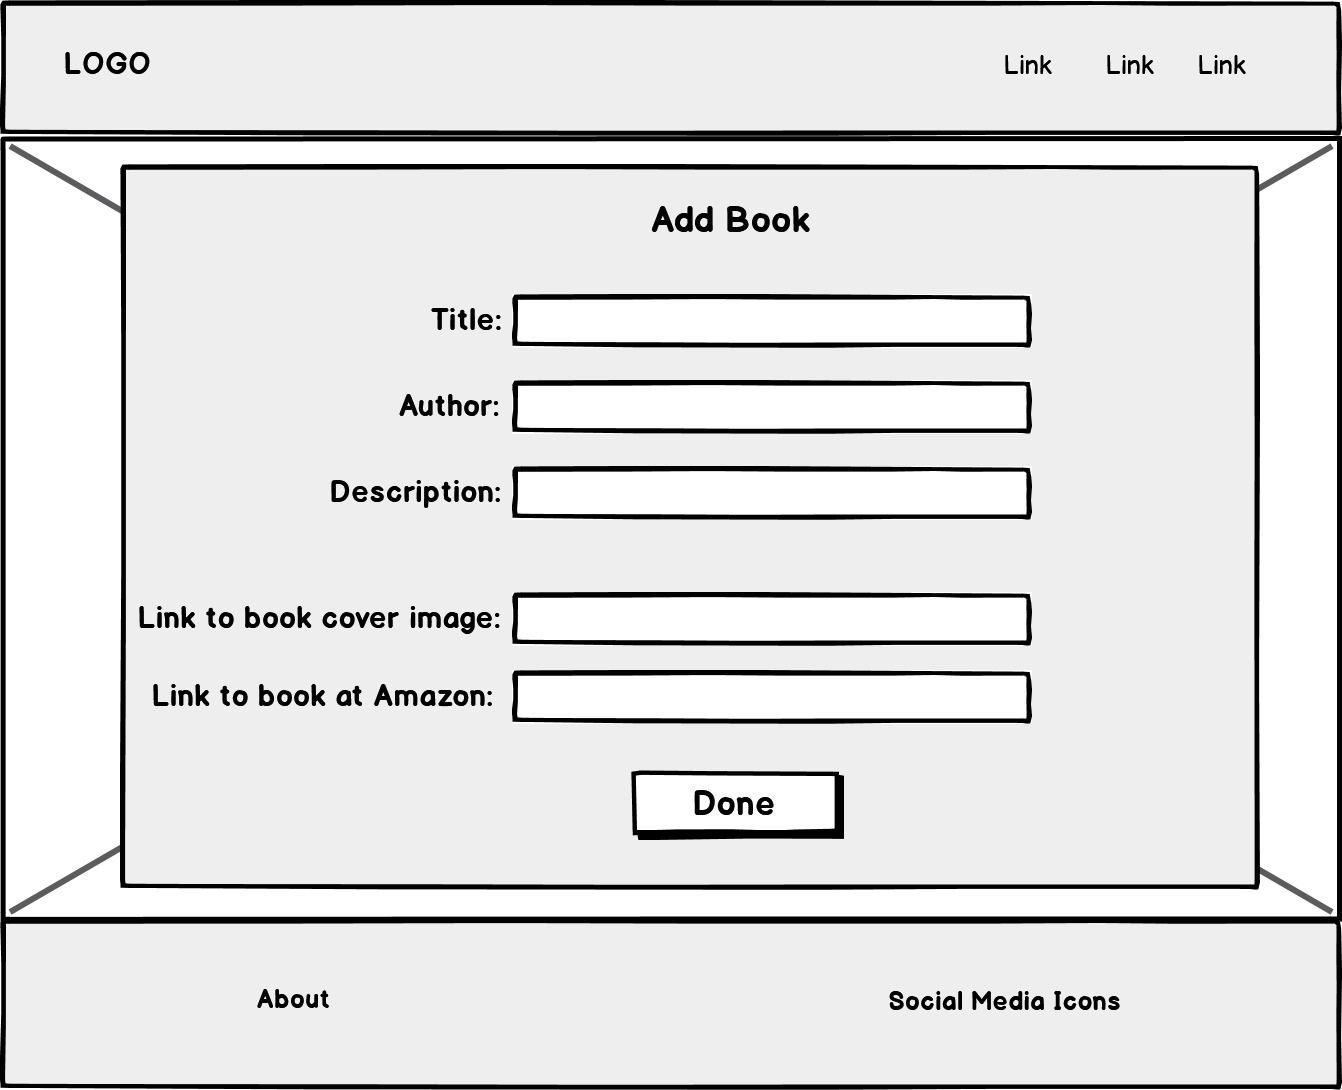 LOGO Link Link Link
Add Book
Title:
Author:
Description:
Link to book cover image:
Link to book at Amazon:
Done
About Social Media Icons